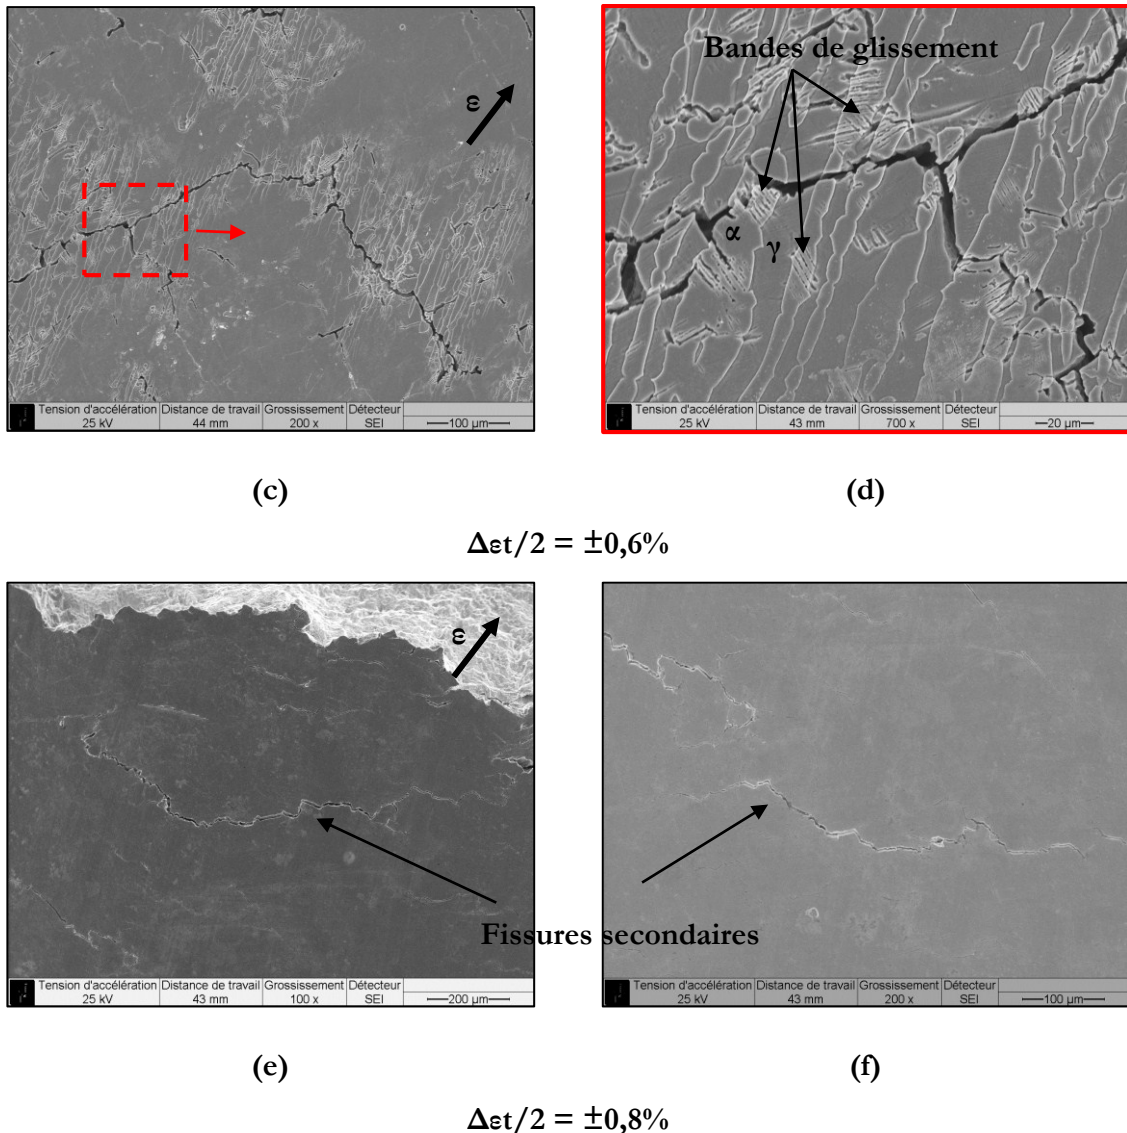 Bandes de glissement
ε
α
γ
Tension d'accélération Distance de travail Grossissement Détecteur
25 kV 44 mm 200 x SEI 100 µm
Tension d'accélération Distance de travail Grossissement Détecteur
25 kV 43 mm 700 x SEI 20 µm
(c) (d)
Δεt/2 = ±0,6%
ε
Fissures secondaires
Tension d'accélération Distance de travail Grossissement Détecteur
25 kV 43 mm 100 x SEI 200 µm
Tension d'accélération Distance de travail Grossissement Détecteur
25 kV 43 mm 200 x SEI 100 µm
(e) (f)
Δεt/2 = ±0,8%